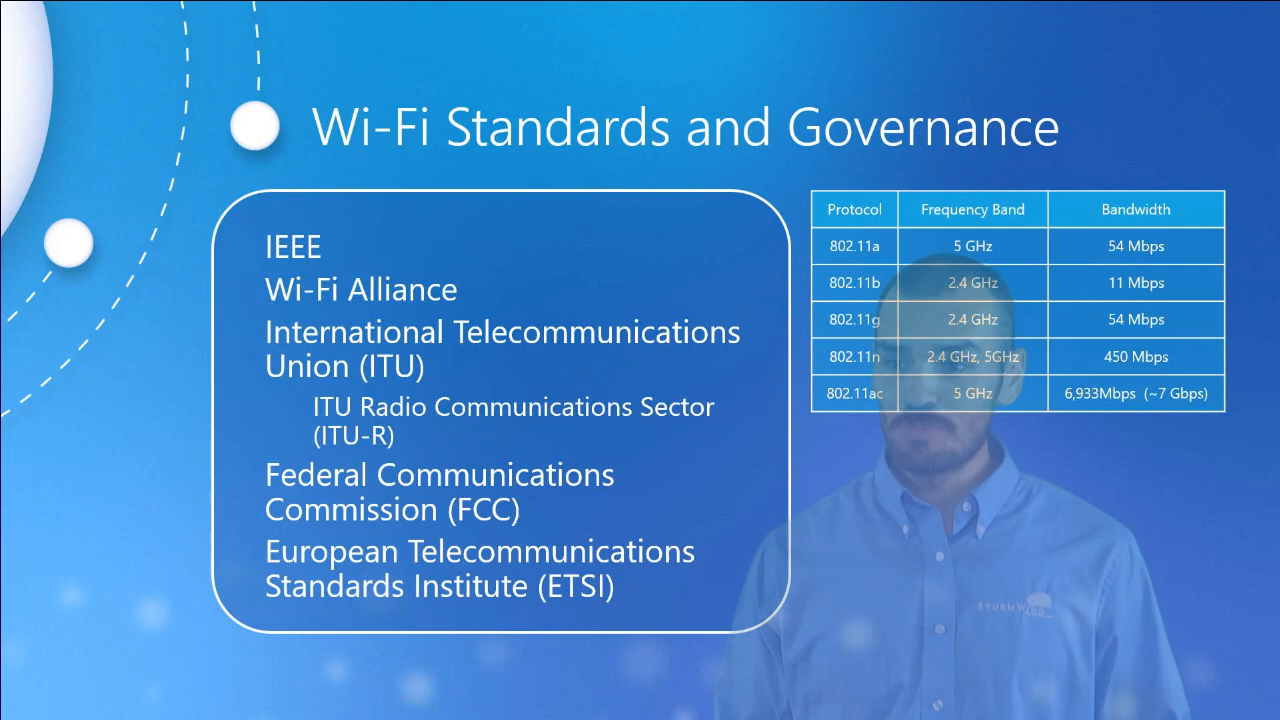 Wi-Fi Standards and Governance
IEEE
Wi-Fi Alliance
International Telecommunications
Union (ITU)
ITU Radio Communications Sector
(ITU-R)
Federal Communications
Commission (FCC)
European Telecommunications
Standards Institute (ETSI)
Protocol Frequency Band Bandwidth
802.11a 5 GHz 54 Mbps
802.11b 2.4 GHz 11 Mbps
802.11g 2.4 GHz 54 Mbps
802.11n 2.4 GHz, 5GHz 450 Mbps
802.11ac 5 GHz 6,933Mbps (~7 Gbps)
STORMWIND